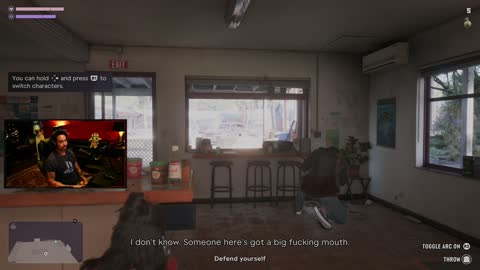 5
EXIT
You can hold and press R1 to
switch characters.
I don't know. Someone here's got a big fucking mouth.
Defend yourself
TOGGLE ARC ON
THROW